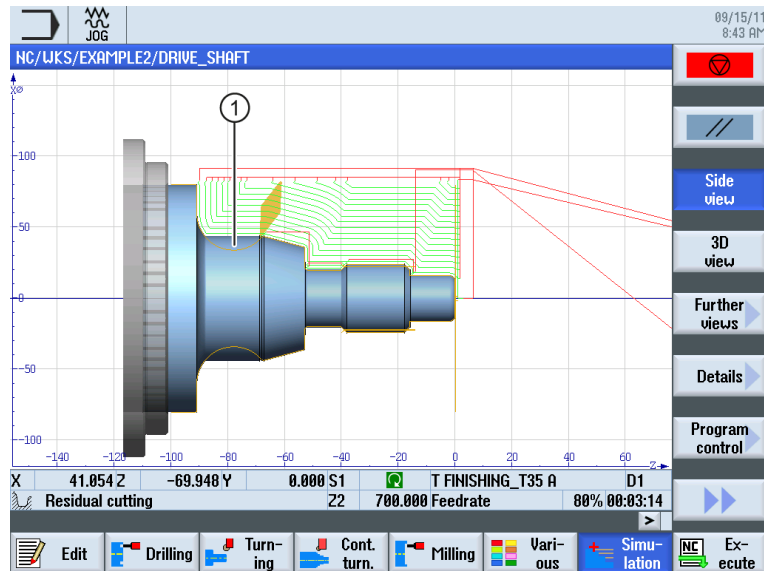 JOG
09/15/11
8:43 AM
NC/WKS/EXAMPLE2/DRIVE_SHAFT
X⌀
1
100
50
0
-50
-100
-140 -120 -100 -80 -60 -40 -20 0 20 40 60 Z
Side view
3D view
Further views
Details
Program control
X 41.054 Z -69.948 Y 0.000 S1 T FINISHING_T35 A D1
Residual cutting Z2 700.000 Feedrate 80% 00:03:14
>
Edit
Drilling
Turn-ing
Cont. turn.
Milling
Vari-ous
Simu-lation
NC
Ex-ecute